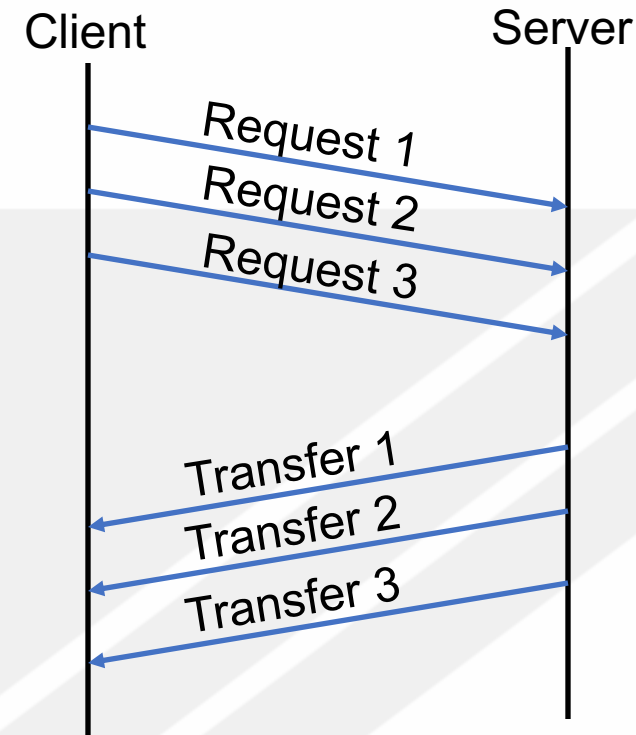 Client
Server
Request 1
Request 2
Request 3
Transfer 1
Transfer 2
Transfer 3